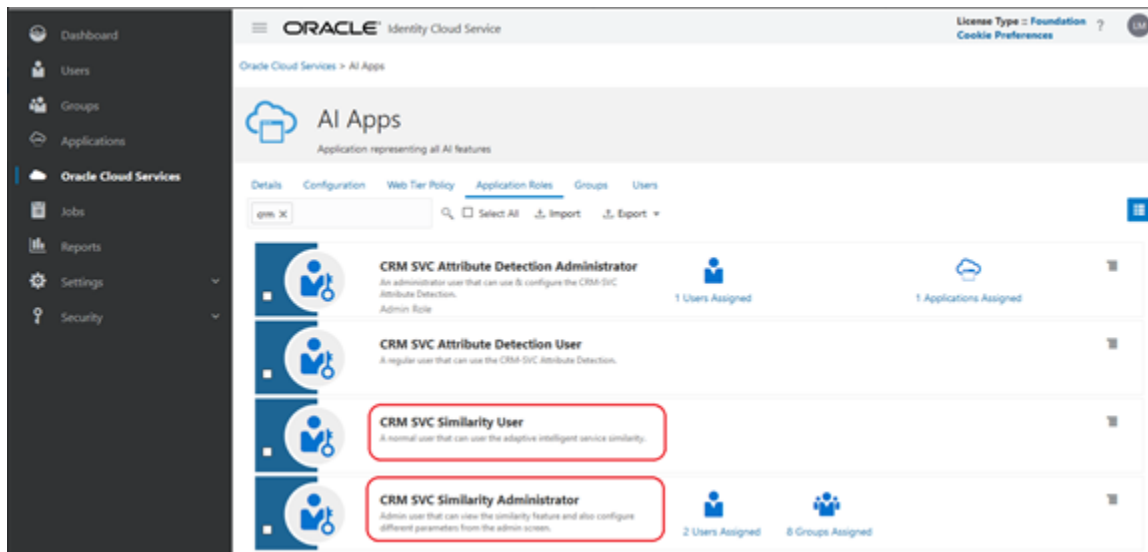 Dashboard
Users
Groups
Applications
Oracle Cloud Services
Jobs
Reports
Settings
Security
ORACLE Identity Cloud Service
License Type :: Foundation
Cookie Preferences
?
LM
Oracle Cloud Services > AI Apps
AI Apps
Application representing all AI features
Details Configuration Web Tier Policy Application Roles Groups Users
crm X
Select All Import Export
CRM SVC Attribute Detection Administrator
An administrator user that can use & configure the CRM-SVC
Attribute Detection.
Admin Role
1 Users Assigned
1 Applications Assigned
CRM SVC Attribute Detection User
A regular user that can use the CRM-SVC Attribute Detection.
CRM SVC Similarity User
A normal user that can user the adaptive intelligent service similarity.
CRM SVC Similarity Administrator
Admin user that can view the similarity feature and also configure
different parameters from the admin screen.
2 Users Assigned
8 Groups Assigned